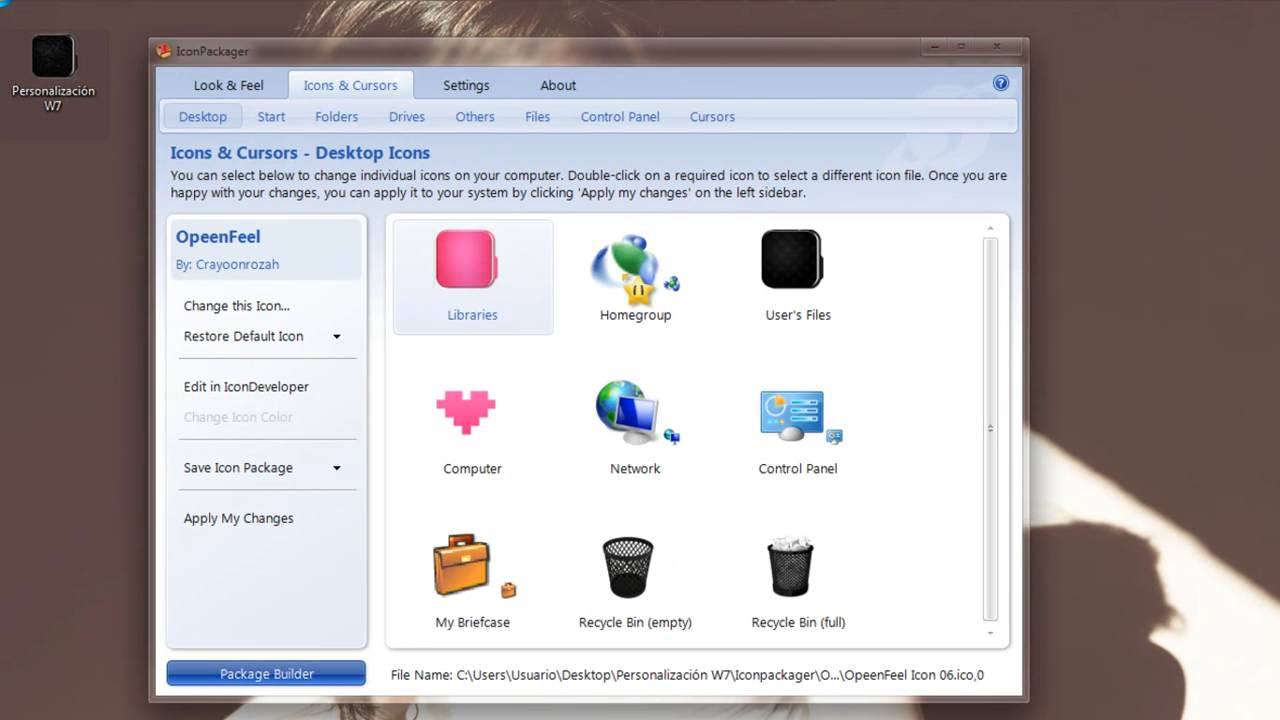 Personalización
W7
IconPackager
Look & Feel
Icons & Cursors
Settings
About
Desktop
Start
Folders
Drives
Others
Files
Control Panel
Cursors
Icons & Cursors - Desktop Icons
You can select below to change individual icons on your computer. Double-click on a required icon to select a different icon file. Once you are
happy with your changes, you can apply it to your system by clicking 'Apply my changes' on the left sidebar.
OpeenFeel
By: Crayoonrozah
Change this Icon...
Restore Default Icon
Edit in IconDeveloper
Change Icon Color
Save Icon Package
Apply My Changes
Package Builder
Libraries
Homegroup
User's Files
Computer
Network
Control Panel
My Briefcase
Recycle Bin (empty)
Recycle Bin (full)
File Name: C:\Users\Usuario\Desktop\Personalización W7\Iconpackager\O...\OpeenFeel Icon 06.ico,0